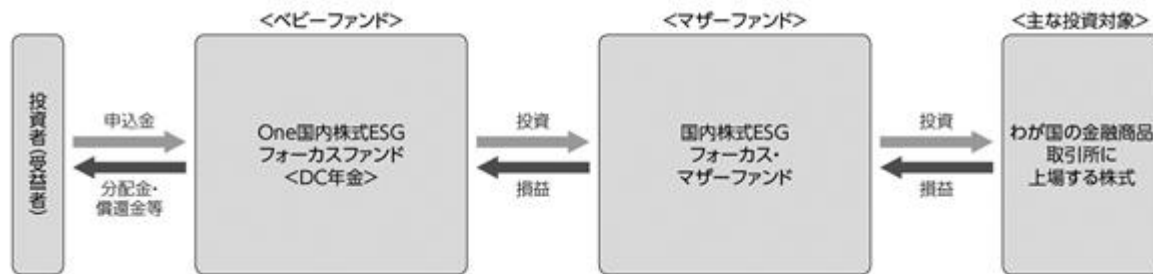 <ベビーファンド>
<マザーファンド>
<主な投資対象>
投資者(受益者)
申込金
分配金・
償還金等
One国内株式ESG
フォーカスファンド
<DC年金>
投資
損益
国内株式ESG
フォーカス・
マザーファンド
投資
損益
わが国の金融商品
取引所に
上場する株式